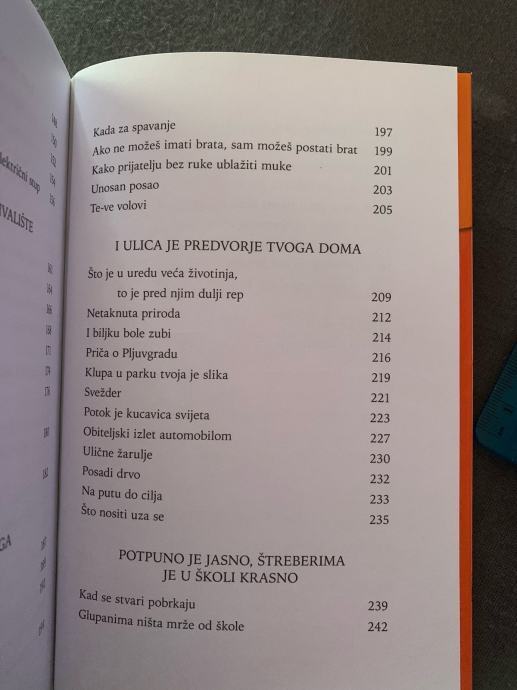 lektrični stup
VALIŠTE
GA
Kada za spavanje 197
Ako ne možeš imati brata, sam možeš postati brat 199
Kako prijatelju bez ruke ublažiti muke 201
Unosan posao 203
Te-ve volovi 205
I ULICA JE PREDVORJE TVOGA DOMA
Što je u uredu veća životinja,
to je pred njim dulji rep 209
Netaknuta priroda 212
I biljku bole zubi 214
Priča o Pljuvgradu 216
Klupa u parku tvoja je slika 219
Svežder 221
Potok je kucavica svijeta 223
Obiteljski izlet automobilom 227
Ulične žarulje 230
Posadi drvo 232
Na putu do cilja 233
Što nositi uza se 235
POTPUNO JE JASNO, ŠTREBERIMA
JE U ŠKOLI KRASNO
Kad se stvari pobrkaju 239
Glupanima ništa mrže od škole 242